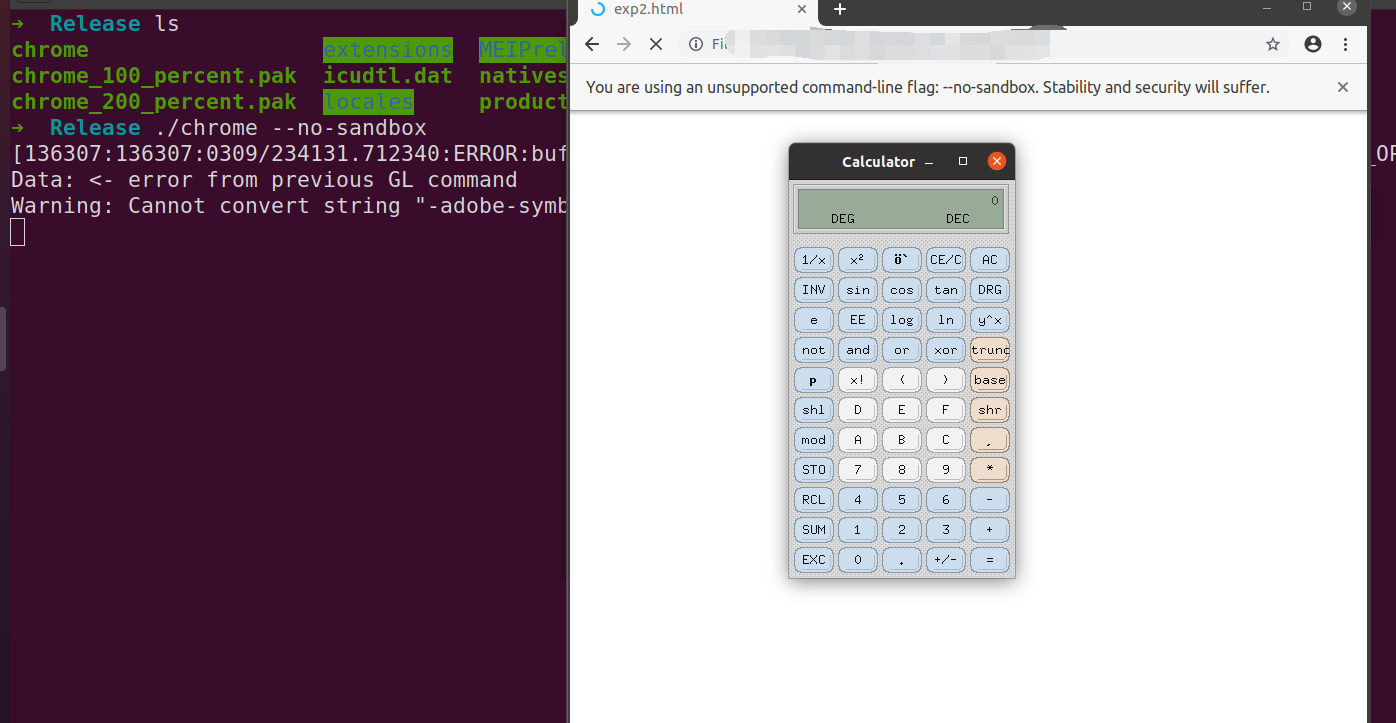 ➜ Release ls
chrome extensions MEIPrel
chrome_100_percent.pak icudtl.dat natives
chrome_200_percent.pak locales product
➜ Release ./chrome --no-sandbox
[136307:136307:0309/234131.712340:ERROR:buf
Data: <- error from previous GL command
Warning: Cannot convert string "-adobe-symb
exp2.html
Fil
You are using an unsupported command-line flag: --no-sandbox. Stability and security will suffer.
_OP
Calculator
0
DEG DEC
1/x x² ö` CE/C AC
INV sin cos tan DRG
e EE log ln y^x
not and or xor trunc
p x! ( ) base
shl D E F shr
mod A B C ,
STO 7 8 9 *
RCL 4 5 6 -
SUM 1 2 3 +
EXC 0 . +/- =